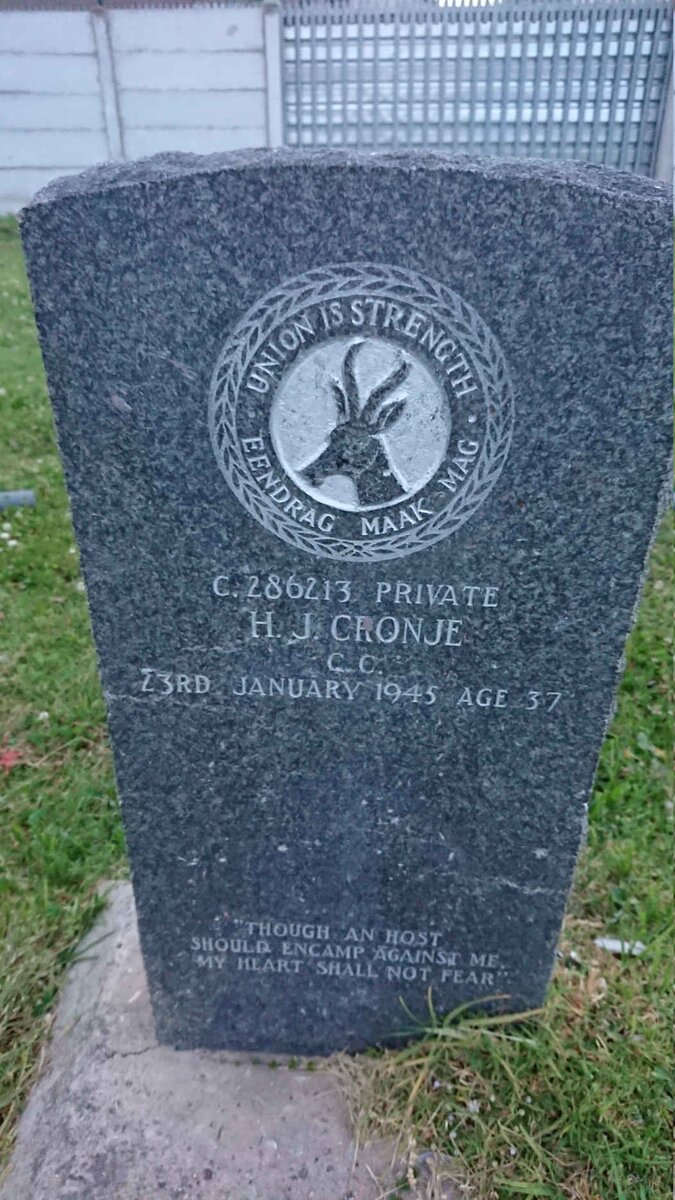 · UNION IS STRENGTH ·
EENDRAG MAAK MAG
C. 286213 PRIVATE
H. J. CRONJE
C. C.
23RD JANUARY 1945 AGE 37
"THOUGH AN HOST
SHOULD ENCAMP AGAINST ME,
MY HEART SHALL NOT FEAR"